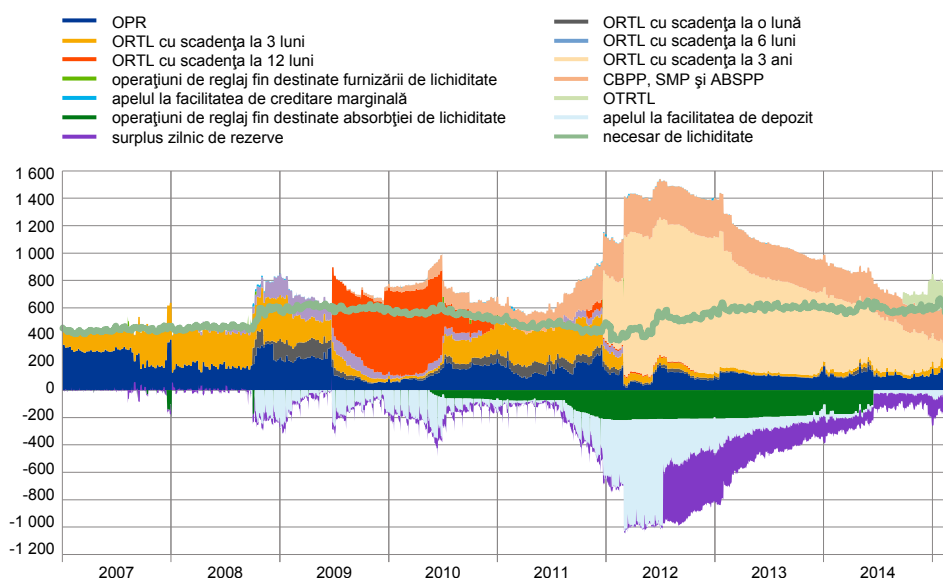 OPR
ORTL cu scadenţa la 3 luni
ORTL cu scadenţa la 12 luni
operaţiuni de reglaj fin destinate furnizării de lichiditate
apelul la facilitatea de creditare marginală
operaţiuni de reglaj fin destinate absorbţiei de lichiditate
surplus zilnic de rezerve
ORTL cu scadenţa la o lună
ORTL cu scadenţa la 6 luni
ORTL cu scadenţa la 3 ani
CBPP, SMP şi ABSPP
OTRTL
apelul la facilitatea de depozit
necesar de lichiditate
1 600
1 400
1 200
1 000
800
600
400
200
0
-200
-400
-600
-800
-1 000
-1 200
2007 2008 2009 2010 2011 2012 2013 2014